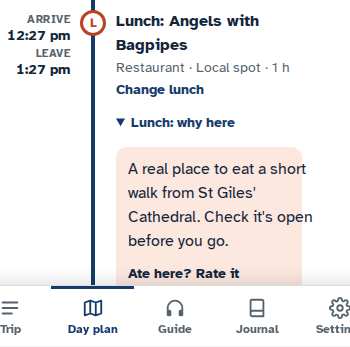 ARRIVE
12:27 pm
LEAVE
1:27 pm
L
Lunch: Angels with
Bagpipes
Restaurant · Local spot · 1 h
Change lunch
▼ Lunch: why here
A real place to eat a short
walk from St Giles'
Cathedral. Check it's open
before you go.
Ate here? Rate it
Trip
Day plan
Guide
Journal
Settin